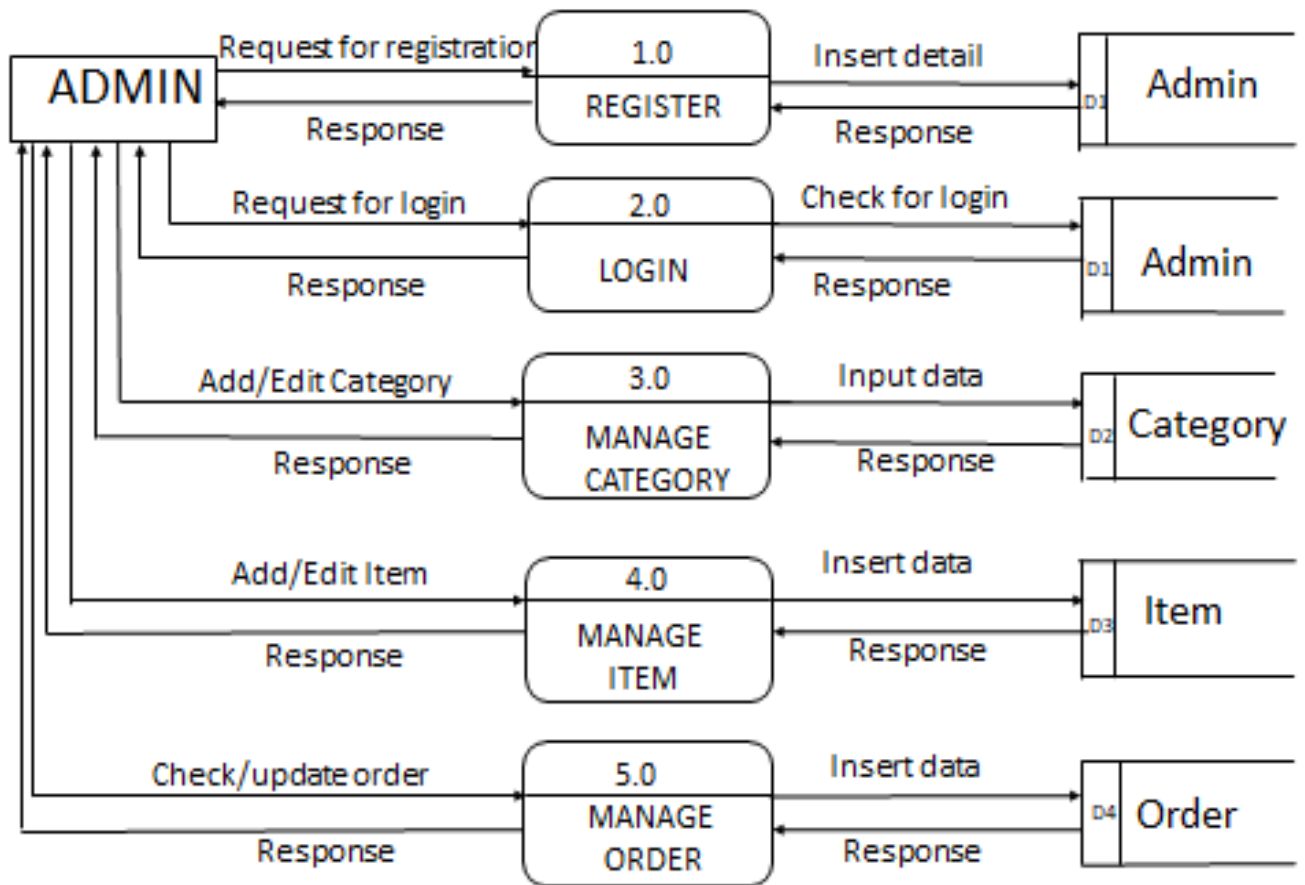 Request for registration
1.0
Insert detail
ADMIN
REGISTER
D1
Admin
Response
Response
Request for login
2.0
Check for login
LOGIN
D1
Admin
Response
Response
Add/Edit Category
3.0
Input data
MANAGE
CATEGORY
D2
Category
Response
Response
Add/Edit Item
4.0
Insert data
MANAGE
ITEM
D3
Item
Response
Response
Check/update order
5.0
Insert data
MANAGE
ORDER
D4
Order
Response
Response